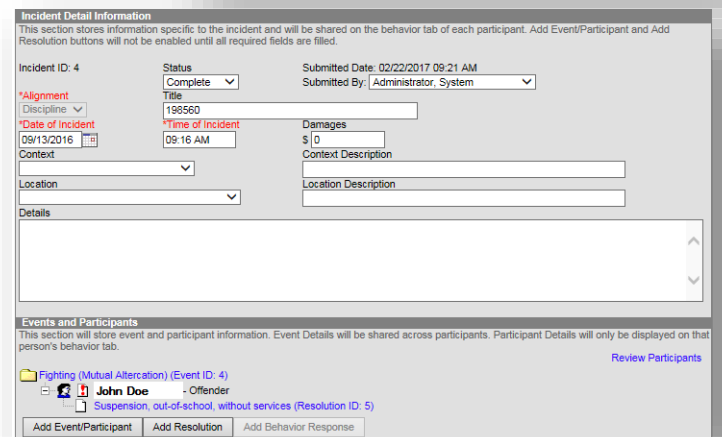 Incident Detail Information
This section stores information specific to the incident and will be shared on the behavior tab of each participant. Add Event/Participant and Add
Resolution buttons will not be enabled until all required fields are filled.
Incident ID: 4 Status Submitted Date: 02/22/2017 09:21 AM
Complete Submitted By: Administrator, System
*Alignment Title
Discipline 198560
*Date of Incident *Time of Incident Damages
09/13/2016 09:16 AM $ 0
Context Context Description
Location Location Description
Details
Events and Participants
This section will store event and participant information. Event Details will be shared across participants. Participant Details will only be displayed on that
person's behavior tab.
Review Participants
Fighting (Mutual Altercation) (Event ID: 4)
John Doe - Offender
Suspension, out-of-school, without services (Resolution ID: 5)
Add Event/Participant Add Resolution Add Behavior Response